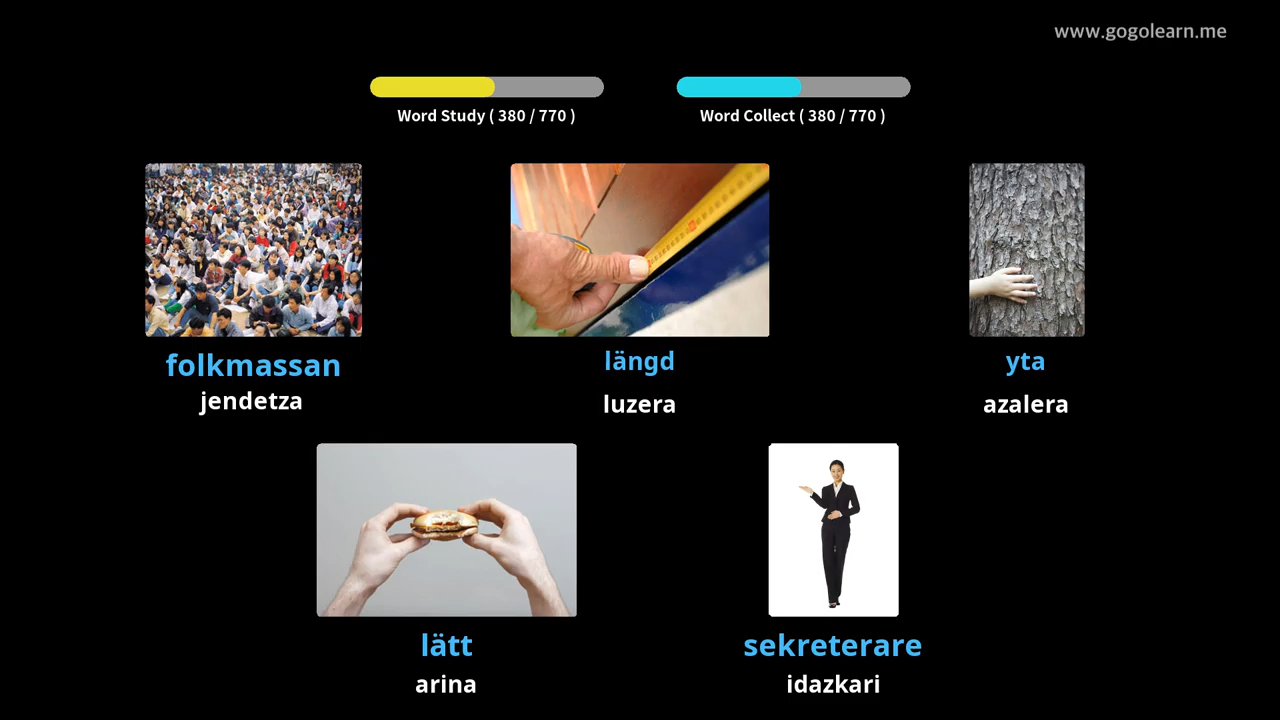 www.gogolearn.me
Word Study ( 380 / 770 )
Word Collect ( 380 / 770 )
folkmassan
jendetza
längd
luzera
yta
azalera
lätt
arina
sekreterare
idazkari